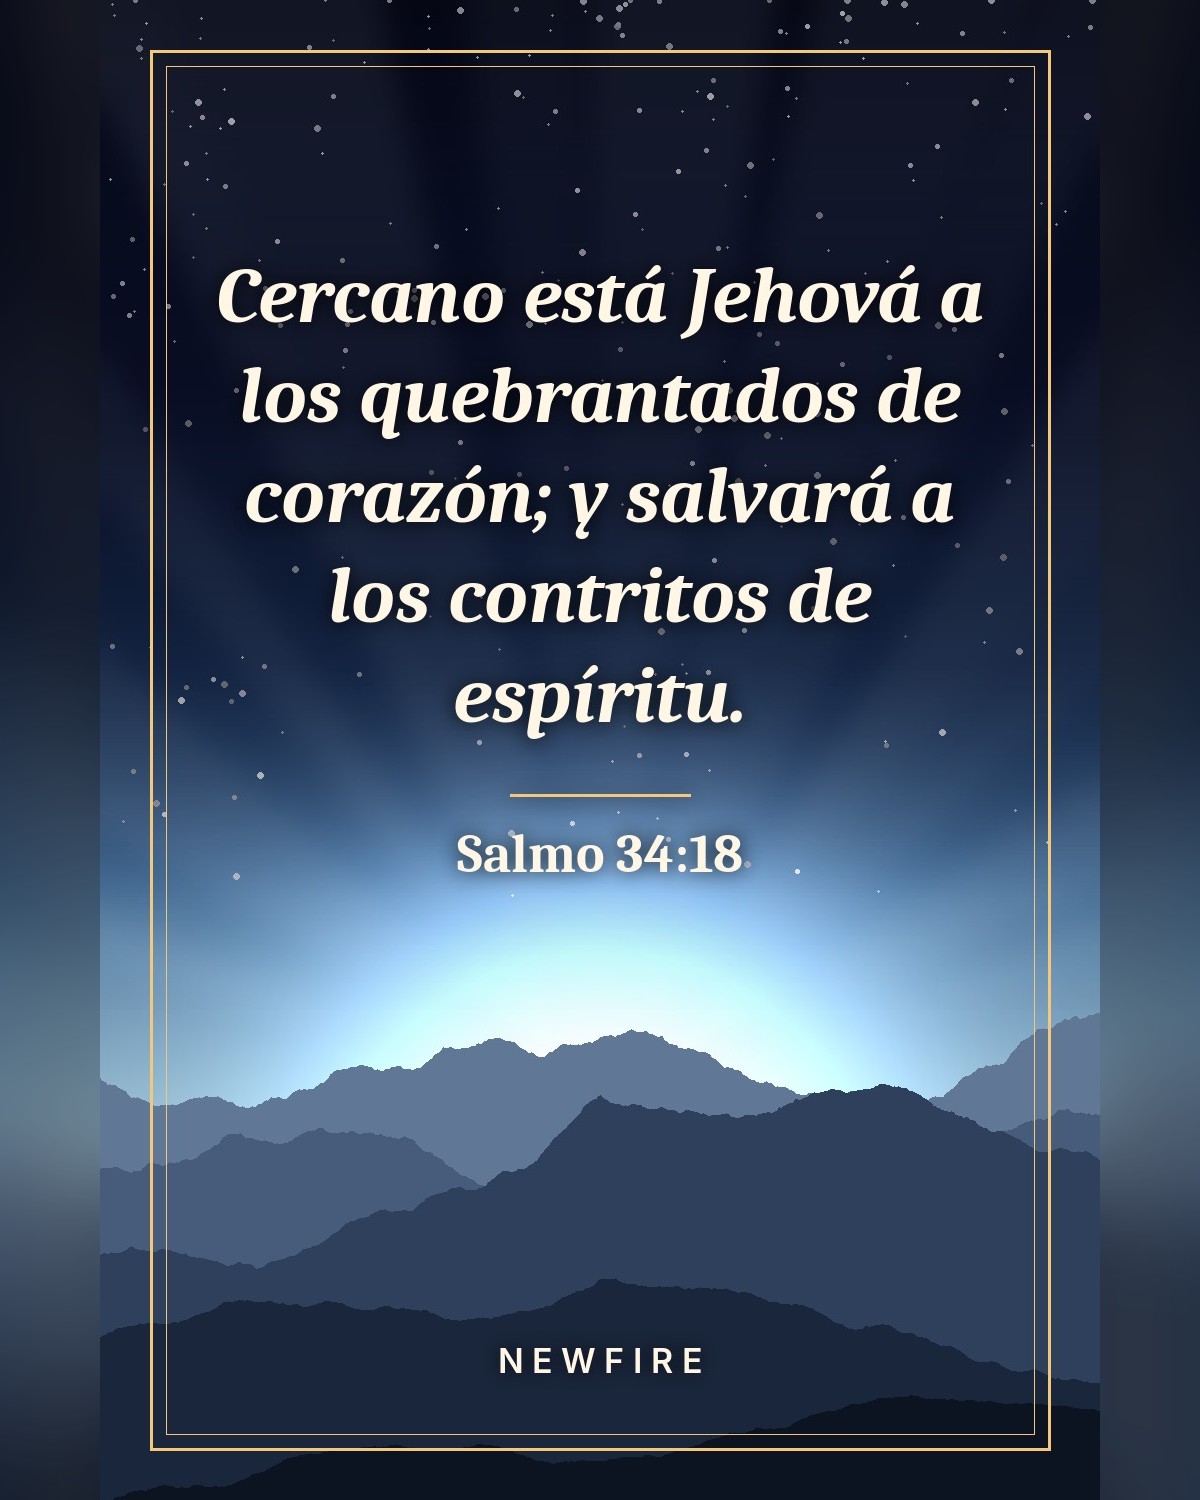 Cercano está Jehová a
los quebrantados de
corazón; y salvará a
los contritos de
espíritu.
Salmo 34:18
NEWFIRE